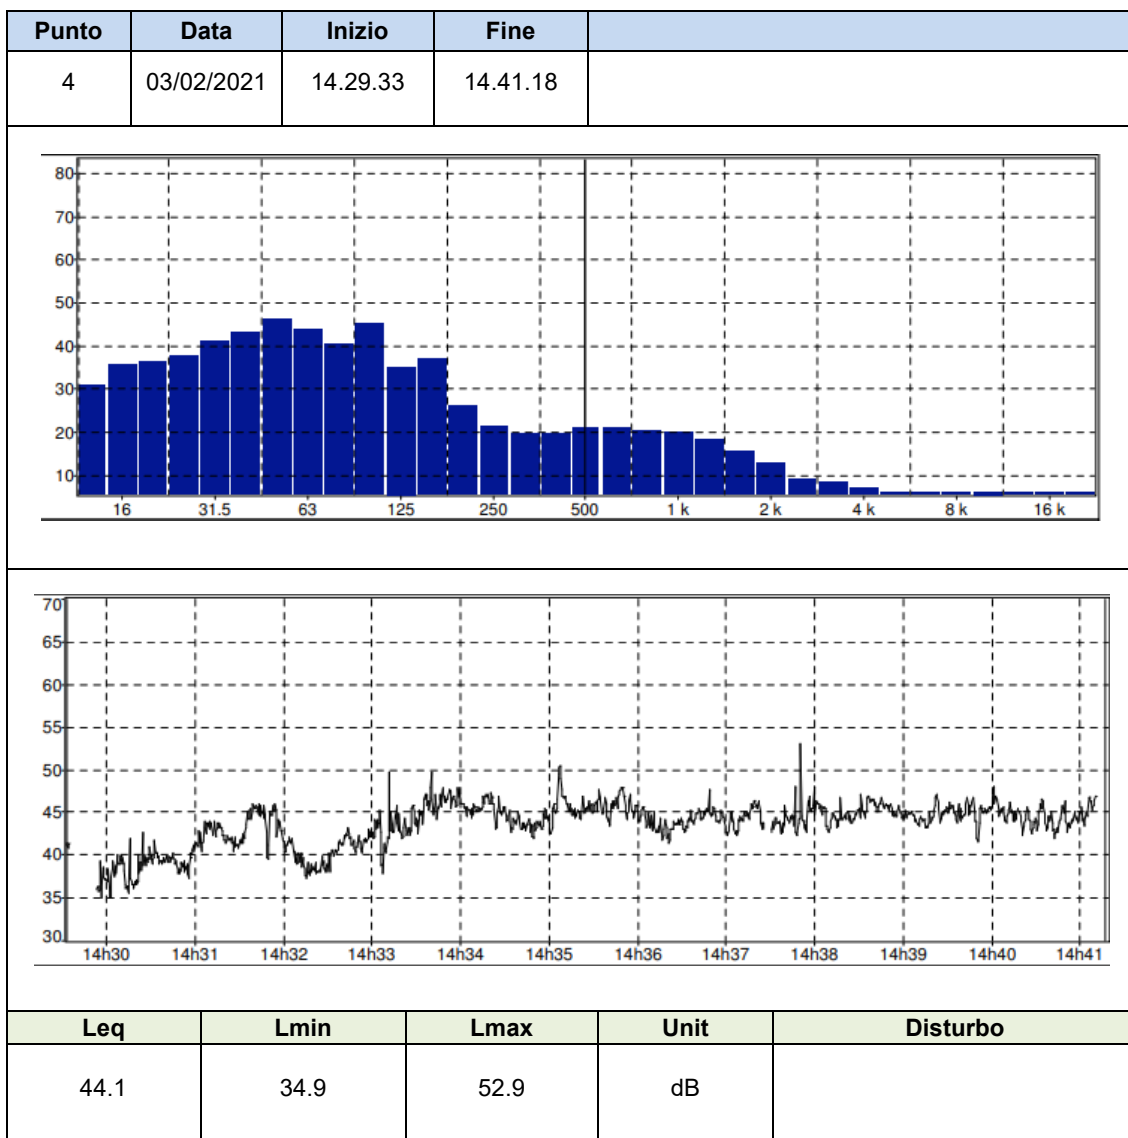 Punto Data Inizio Fine
4 03/02/2021 14.29.33 14.41.18
80
70
60
50
40
30
20
10
16 31.5 63 125 250 500 1 k 2 k 4 k 8 k 16 k
70
65
60
55
50
45
40
35
30
14h30 14h31 14h32 14h33 14h34 14h35 14h36 14h37 14h38 14h39 14h40 14h41
Leq Lmin Lmax Unit Disturbo
44.1 34.9 52.9 dB